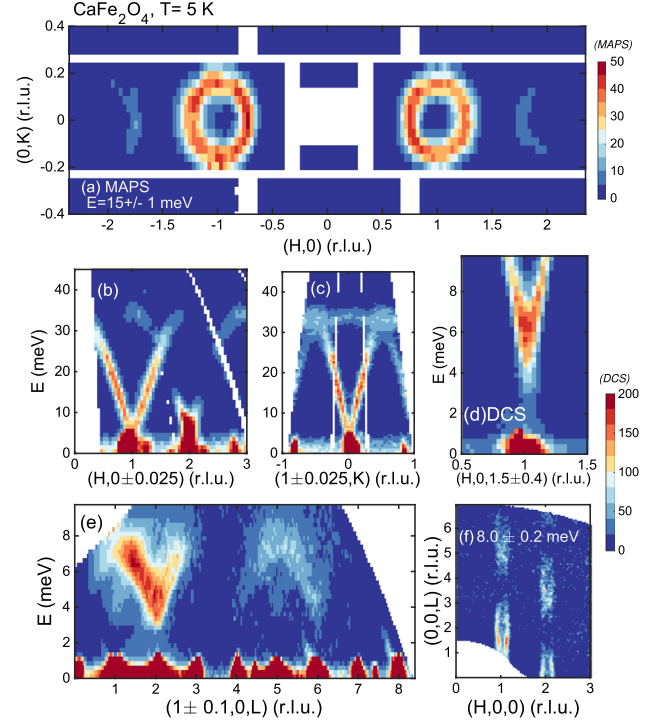 CaFe₂O₄, T= 5 K
(MAPS)
0.4
0.2
0
-0.2
-0.4
(0,K) (r.l.u.)
(a) MAPS
E=15+/- 1 meV
-2 -1.5 -1 -0.5 0 0.5 1 1.5 2
(H,0) (r.l.u.)
50
40
30
20
10
0
(b)
40
30
20
10
0
E (meV)
0 1 2 3
(H,0±0.025) (r.l.u.)
(c)
40
30
20
10
0
-1 0 1
(1±0.025,K) (r.l.u.)
(d)DCS
8
6
4
2
0
E (meV)
0.5 1 1.5
(H,0,1.5±0.4) (r.l.u.)
(DCS)
200
150
100
50
0
(e)
8
6
4
2
0
E (meV)
1 2 3 4 5 6 7 8
(1± 0.1,0,L) (r.l.u.)
(f) 8.0 ± 0.2 meV
6
5
4
3
2
1
(0,0,L) (r.l.u.)
0 1 2 3
(H,0,0) (r.l.u.)